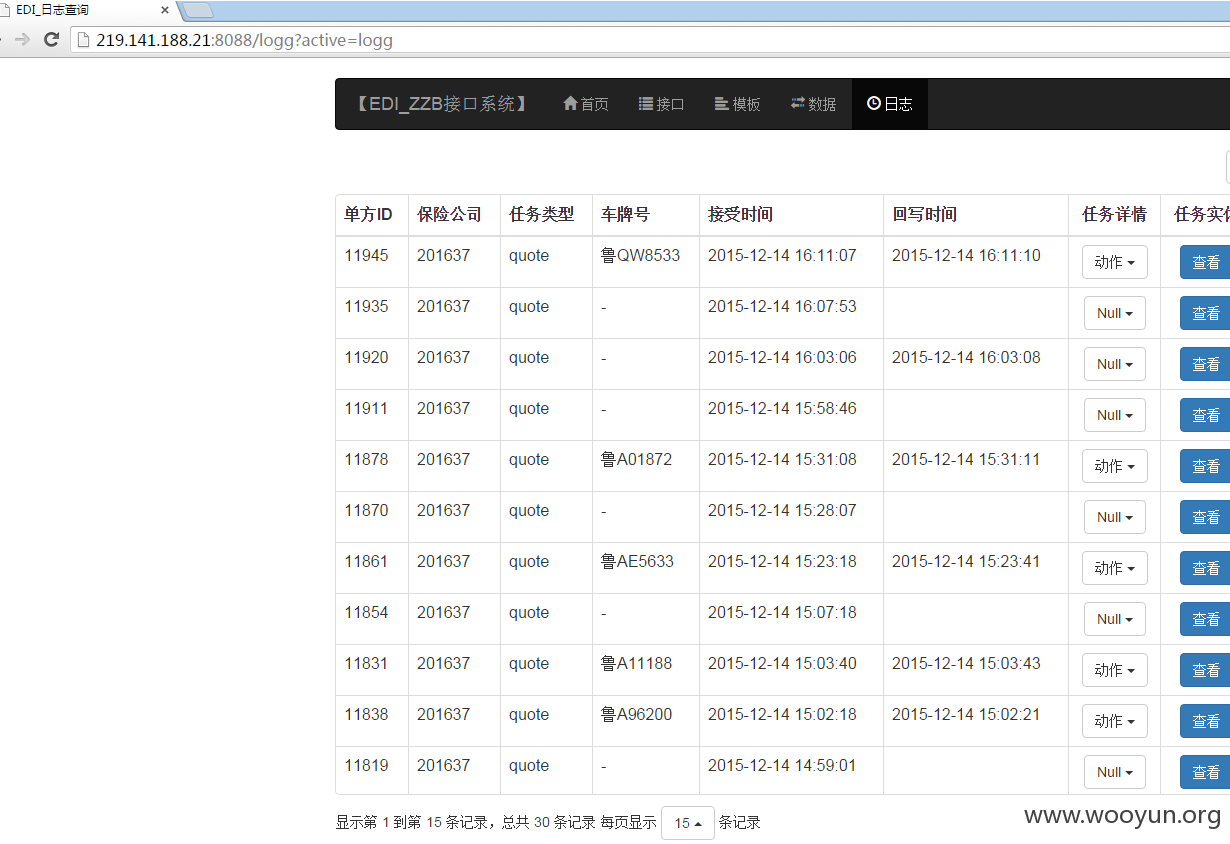 EDI_日志查询
219.141.188.21:8088/logg?active=logg
【EDI_ZZB接口系统】 首页 接口 模板 数据 日志
单方ID 保险公司 任务类型 车牌号 接受时间 回写时间 任务详情 任务实体
11945 201637 quote 鲁QW8533 2015-12-14 16:11:07 2015-12-14 16:11:10 动作 查看
11935 201637 quote - 2015-12-14 16:07:53 Null 查看
11920 201637 quote - 2015-12-14 16:03:06 2015-12-14 16:03:08 Null 查看
11911 201637 quote - 2015-12-14 15:58:46 Null 查看
11878 201637 quote 鲁A01872 2015-12-14 15:31:08 2015-12-14 15:31:11 动作 查看
11870 201637 quote - 2015-12-14 15:28:07 Null 查看
11861 201637 quote 鲁AE5633 2015-12-14 15:23:18 2015-12-14 15:23:41 动作 查看
11854 201637 quote - 2015-12-14 15:07:18 Null 查看
11831 201637 quote 鲁A11188 2015-12-14 15:03:40 2015-12-14 15:03:43 动作 查看
11838 201637 quote 鲁A96200 2015-12-14 15:02:18 2015-12-14 15:02:21 动作 查看
11819 201637 quote - 2015-12-14 14:59:01 Null 查看
显示第 1 到第 15 条记录，总共 30 条记录 每页显示 15 条记录
www.wooyun.org